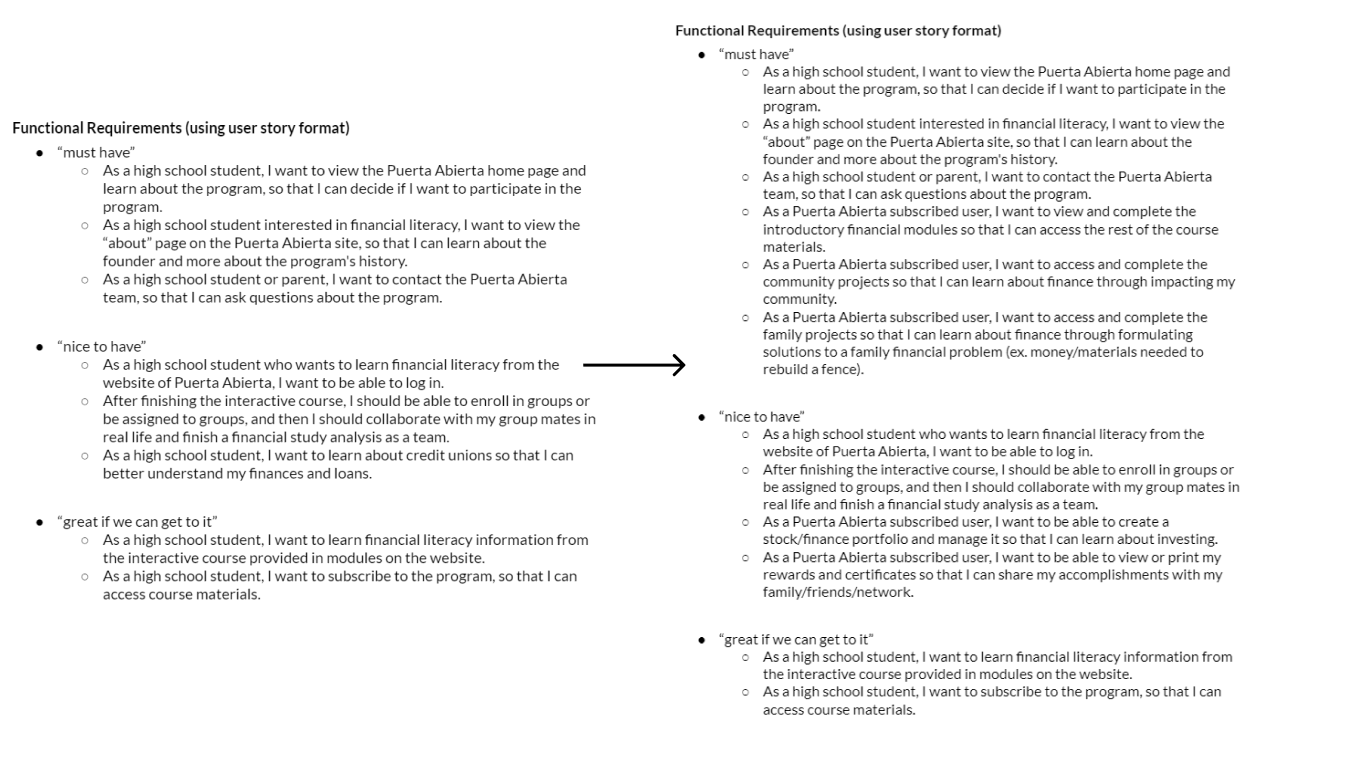 Functional Requirements (using user story format)
● “must have”
○ As a high school student, I want to view the Puerta Abierta home page and
learn about the program, so that I can decide if I want to participate in the
program.
○ As a high school student interested in financial literacy, I want to view the
“about” page on the Puerta Abierta site, so that I can learn about the
founder and more about the program's history.
○ As a high school student or parent, I want to contact the Puerta Abierta
team, so that I can ask questions about the program.
● “nice to have”
○ As a high school student who wants to learn financial literacy from the
website of Puerta Abierta, I want to be able to log in.
○ After finishing the interactive course, I should be able to enroll in groups or
be assigned to groups, and then I should collaborate with my group mates in
real life and finish a financial study analysis as a team.
○ As a high school student, I want to learn about credit unions so that I can
better understand my finances and loans.
● “great if we can get to it”
○ As a high school student, I want to learn financial literacy information from
the interactive course provided in modules on the website.
○ As a high school student, I want to subscribe to the program, so that I can
access course materials.
Functional Requirements (using user story format)
● “must have”
○ As a high school student, I want to view the Puerta Abierta home page and
learn about the program, so that I can decide if I want to participate in the
program.
○ As a high school student interested in financial literacy, I want to view the
“about” page on the Puerta Abierta site, so that I can learn about the
founder and more about the program's history.
○ As a high school student or parent, I want to contact the Puerta Abierta
team, so that I can ask questions about the program.
○ As a Puerta Abierta subscribed user, I want to view and complete the
introductory financial modules so that I can access the rest of the course
materials.
○ As a Puerta Abierta subscribed user, I want to access and complete the
community projects so that I can learn about finance through impacting my
community.
○ As a Puerta Abierta subscribed user, I want to access and complete the
family projects so that I can learn about finance through formulating
solutions to a family financial problem (ex. money/materials needed to
rebuild a fence).
● “nice to have”
○ As a high school student who wants to learn financial literacy from the
website of Puerta Abierta, I want to be able to log in.
○ After finishing the interactive course, I should be able to enroll in groups or
be assigned to groups, and then I should collaborate with my group mates in
real life and finish a financial study analysis as a team.
○ As a Puerta Abierta subscribed user, I want to be able to create a
stock/finance portfolio and manage it so that I can learn about investing.
○ As a Puerta Abierta subscribed user, I want to be able to view or print my
rewards and certificates so that I can share my accomplishments with my
family/friends/network.
● “great if we can get to it”
○ As a high school student, I want to learn financial literacy information from
the interactive course provided in modules on the website.
○ As a high school student, I want to subscribe to the program, so that I can
access course materials.